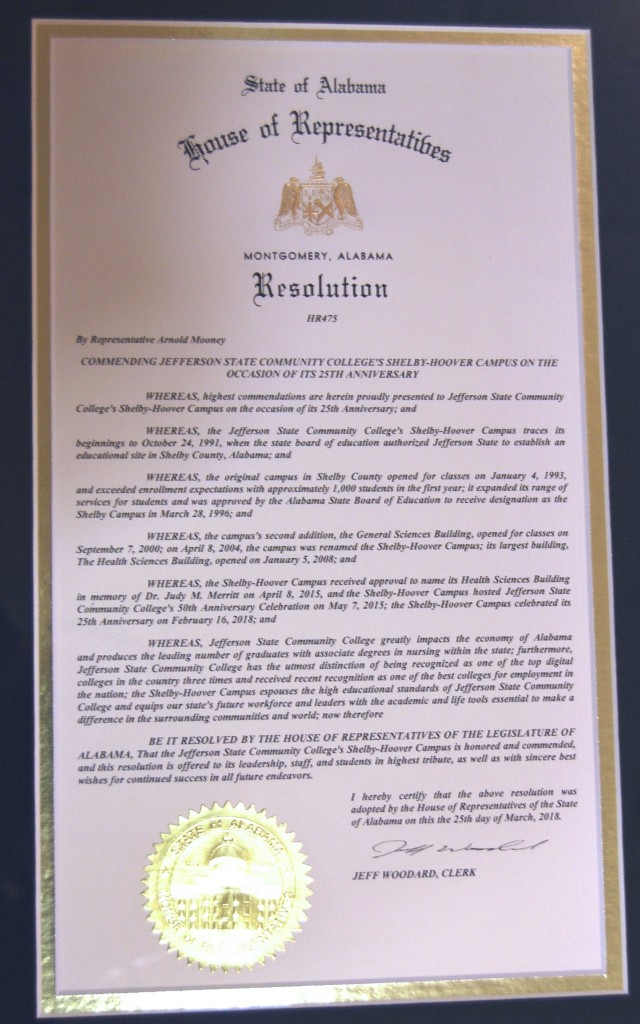 State of Alabama
House of Representatives
MONTGOMERY, ALABAMA
Resolution
HR475
By Representative Arnold Mooney
COMMENDING JEFFERSON STATE COMMUNITY COLLEGE'S SHELBY-HOOVER CAMPUS ON THE
OCCASION OF ITS 25TH ANNIVERSARY
WHEREAS, highest commendations are herein proudly presented to Jefferson State Community
College's Shelby-Hoover Campus on the occasion of its 25th Anniversary; and
WHEREAS, the Jefferson State Community College's Shelby-Hoover Campus traces its
beginnings to October 24, 1991, when the state board of education authorized Jefferson State to establish an
educational site in Shelby County, Alabama; and
WHEREAS, the original campus in Shelby County opened for classes on January 4, 1993,
and exceeded enrollment expectations with approximately 1,000 students in the first year; it expanded its range of
services for students and was approved by the Alabama State Board of Education to receive designation as the
Shelby Campus in March 28, 1996; and
WHEREAS, the campus's second addition, the General Sciences Building, opened for classes on
September 7, 2000; on April 8, 2004, the campus was renamed the Shelby-Hoover Campus; its largest building,
The Health Sciences Building, opened on January 5, 2008; and
WHEREAS, the Shelby-Hoover Campus received approval to name its Health Sciences Building
in memory of Dr. Judy M. Merritt on April 8, 2015, and the Shelby-Hoover Campus hosted Jefferson State
Community College's 50th Anniversary Celebration on May 7, 2015; the Shelby-Hoover Campus celebrated its
25th Anniversary on February 16, 2018; and
WHEREAS, Jefferson State Community College greatly impacts the economy of Alabama
and produces the leading number of graduates with associate degrees in nursing within the state; furthermore,
Jefferson State Community College has the utmost distinction of being recognized as one of the top digital
colleges in the country three times and received recent recognition as one of the best colleges for employment in
the nation; the Shelby-Hoover Campus espouses the high educational standards of Jefferson State Community
College and equips our state's future workforce and leaders with the academic and life tools essential to make a
difference in the surrounding communities and world; now therefore
BE IT RESOLVED BY THE HOUSE OF REPRESENTATIVES OF THE LEGISLATURE OF
ALABAMA, That the Jefferson State Community College's Shelby-Hoover Campus is honored and commended,
and this resolution is offered to its leadership, staff, and students in highest tribute, as well as with sincere best
wishes for continued success in all future endeavors.
I hereby certify that the above resolution was
adopted by the House of Representatives of the State
of Alabama on this the 25th day of March, 2018.
Jeff Woodard
JEFF WOODARD, CLERK
STATE OF ALABAMA
HOUSE OF REPRESENTATIVES